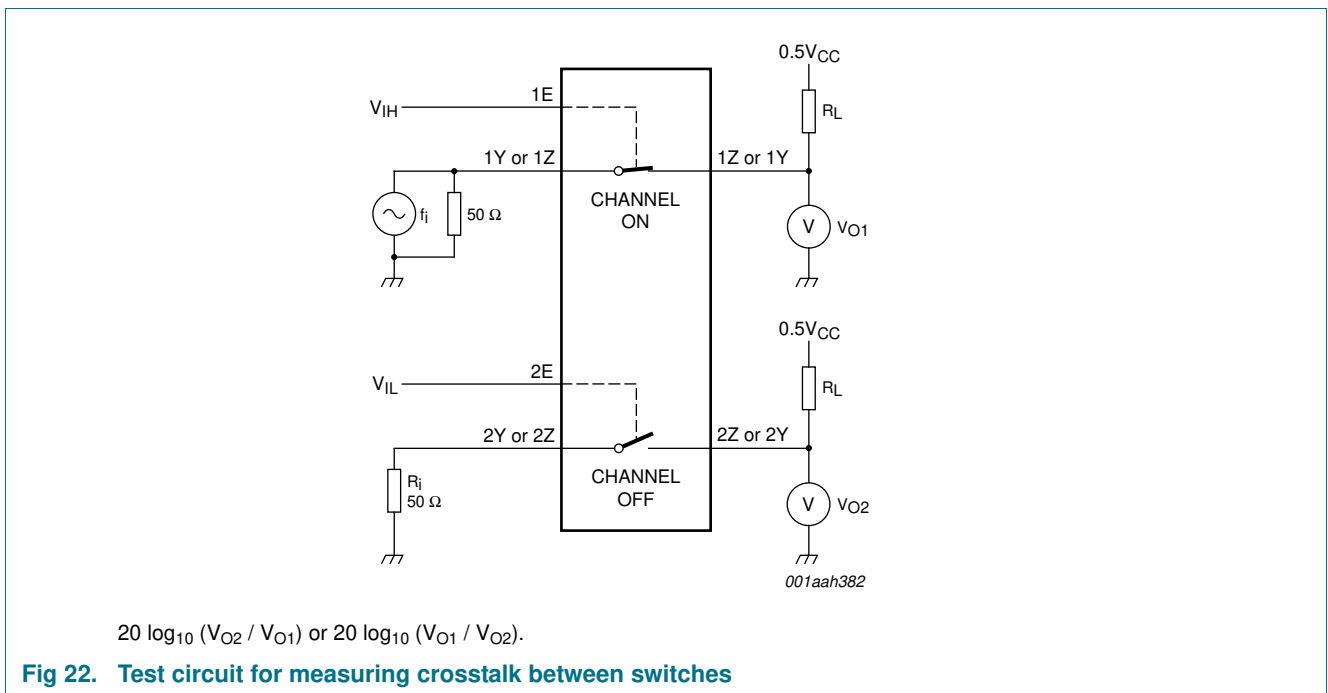 0.5VCC
RL
1E
VIH
1Y or 1Z
1Z or 1Y
fi
50 Ω
CHANNEL
ON
V
VO1
0.5VCC
RL
2E
VIL
2Y or 2Z
2Z or 2Y
Ri
50 Ω
CHANNEL
OFF
V
VO2
001aah382
20 log10 (VO2 / VO1) or 20 log10 (VO1 / VO2).
Fig 22. Test circuit for measuring crosstalk between switches